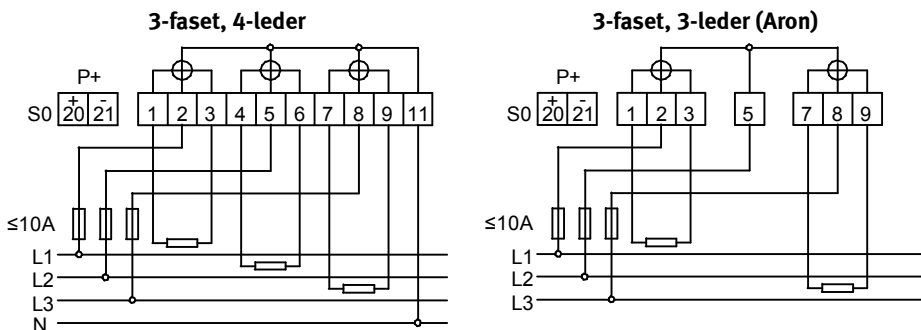 3-faset, 4-leder
P+
S0 + 20 - 21 1 2 3 4 5 6 7 8 9 11
≤10A
L1
L2
L3
N
3-faset, 3-leder (Aron)
P+
S0 + 20 - 21 1 2 3 5 7 8 9
≤10A
L1
L2
L3